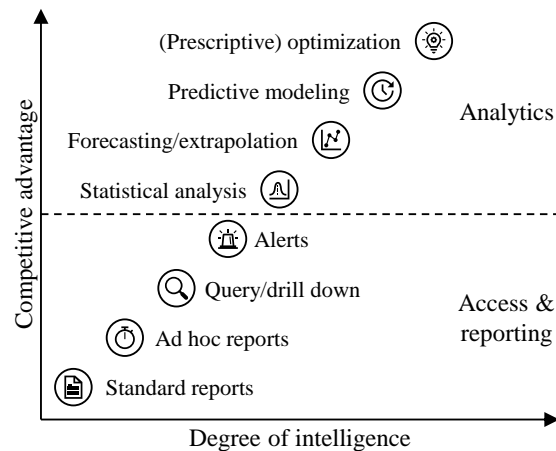 (Prescriptive) optimization
Predictive modeling
Analytics
Forecasting/extrapolation
Statistical analysis
Competitive advantage
Alerts
Query/drill down
Access &
reporting
Ad hoc reports
Standard reports
Degree of intelligence